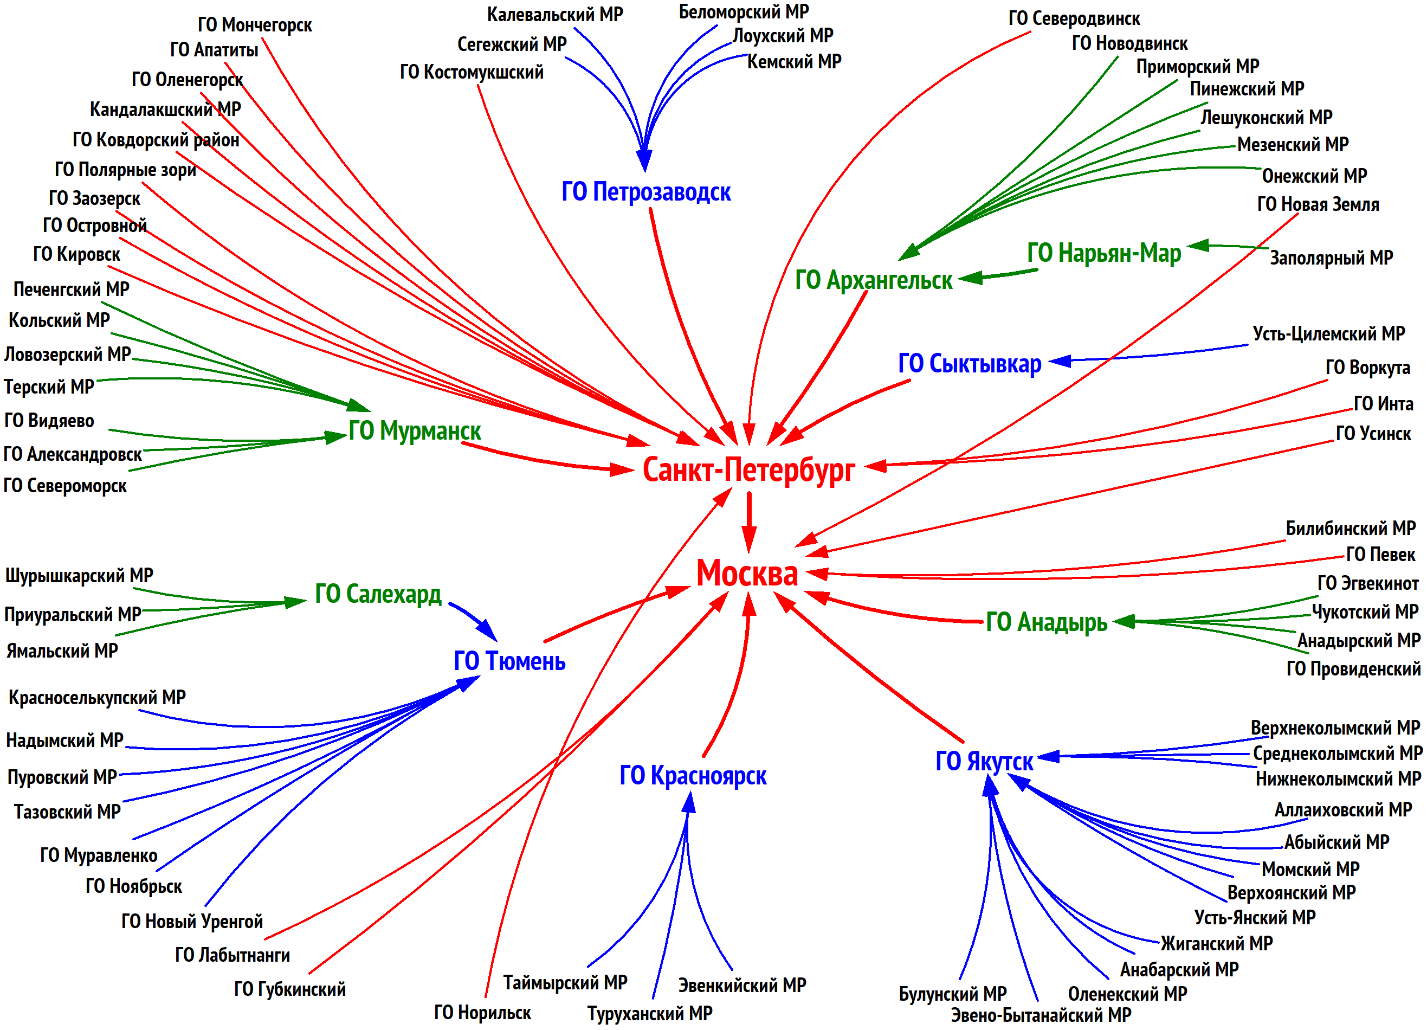 ГО Мончегорск
ГО Апатиты
ГО Оленегорск
Кандалакшский МР
ГО Ковдорский район
ГО Полярные зори
ГО Заозерск
ГО Островной
ГО Кировск
Печенгский МР
Кольский МР
Ловозерский МР
Терский МР
ГО Видяево
ГО Александровск
ГО Североморск
ГО Мурманск
Калевальский МР
Сегежский МР
ГО Костомукшский
Беломорский МР
Лоухский МР
Кемский МР
ГО Петрозаводск
ГО Северодвинск
ГО Новодвинск
Приморский МР
Пинежский МР
Лешуконский МР
Мезенский МР
Онежский МР
ГО Новая Земля
ГО Нарьян-Мар
Заполярный МР
ГО Архангельск
Усть-Цилемский МР
ГО Сыктывкар
ГО Воркута
ГО Инта
ГО Усинск
Санкт-Петербург
Москва
Билибинский МР
ГО Певек
ГО Эгвекинот
Чукотский МР
Анадырский МР
ГО Провиденский
ГО Анадырь
Шурышкарский МР
Приуральский МР
Ямальский МР
ГО Салехард
ГО Тюмень
Красноселькупский МР
Надымский МР
Пуровский МР
Тазовский МР
ГО Муравленко
ГО Ноябрьск
ГО Новый Уренгой
ГО Лабытнанги
ГО Губкинский
ГО Норильск
ГО Красноярск
Таймырский МР
Туруханский МР
Эвенкийский МР
ГО Якутск
Верхнеколымский МР
Среднеколымский МР
Нижнеколымский МР
Аллаиховский МР
Абыйский МР
Момский МР
Верхоянский МР
Усть-Янский МР
Жиганский МР
Анабарский МР
Оленекский МР
Булунский МР
Эвено-Бытанайский МР